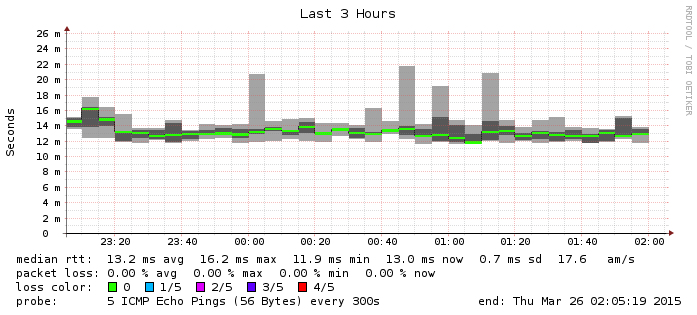 Last 3 Hours
RRDTOOL / TOBI OETIKER
Seconds
26 m
24 m
22 m
20 m
18 m
16 m
14 m
12 m
10 m
8 m
6 m
4 m
2 m
0
23:20 23:40 00:00 00:20 00:40 01:00 01:20 01:40 02:00
median rtt: 13.2 ms avg 16.2 ms max 11.9 ms min 13.0 ms now 0.7 ms sd 17.6 am/s
packet loss: 0.00 % avg 0.00 % max 0.00 % min 0.00 % now
loss color: 0 1/5 2/5 3/5 4/5
probe: 5 ICMP Echo Pings (56 Bytes) every 300s end: Thu Mar 26 02:05:19 2015